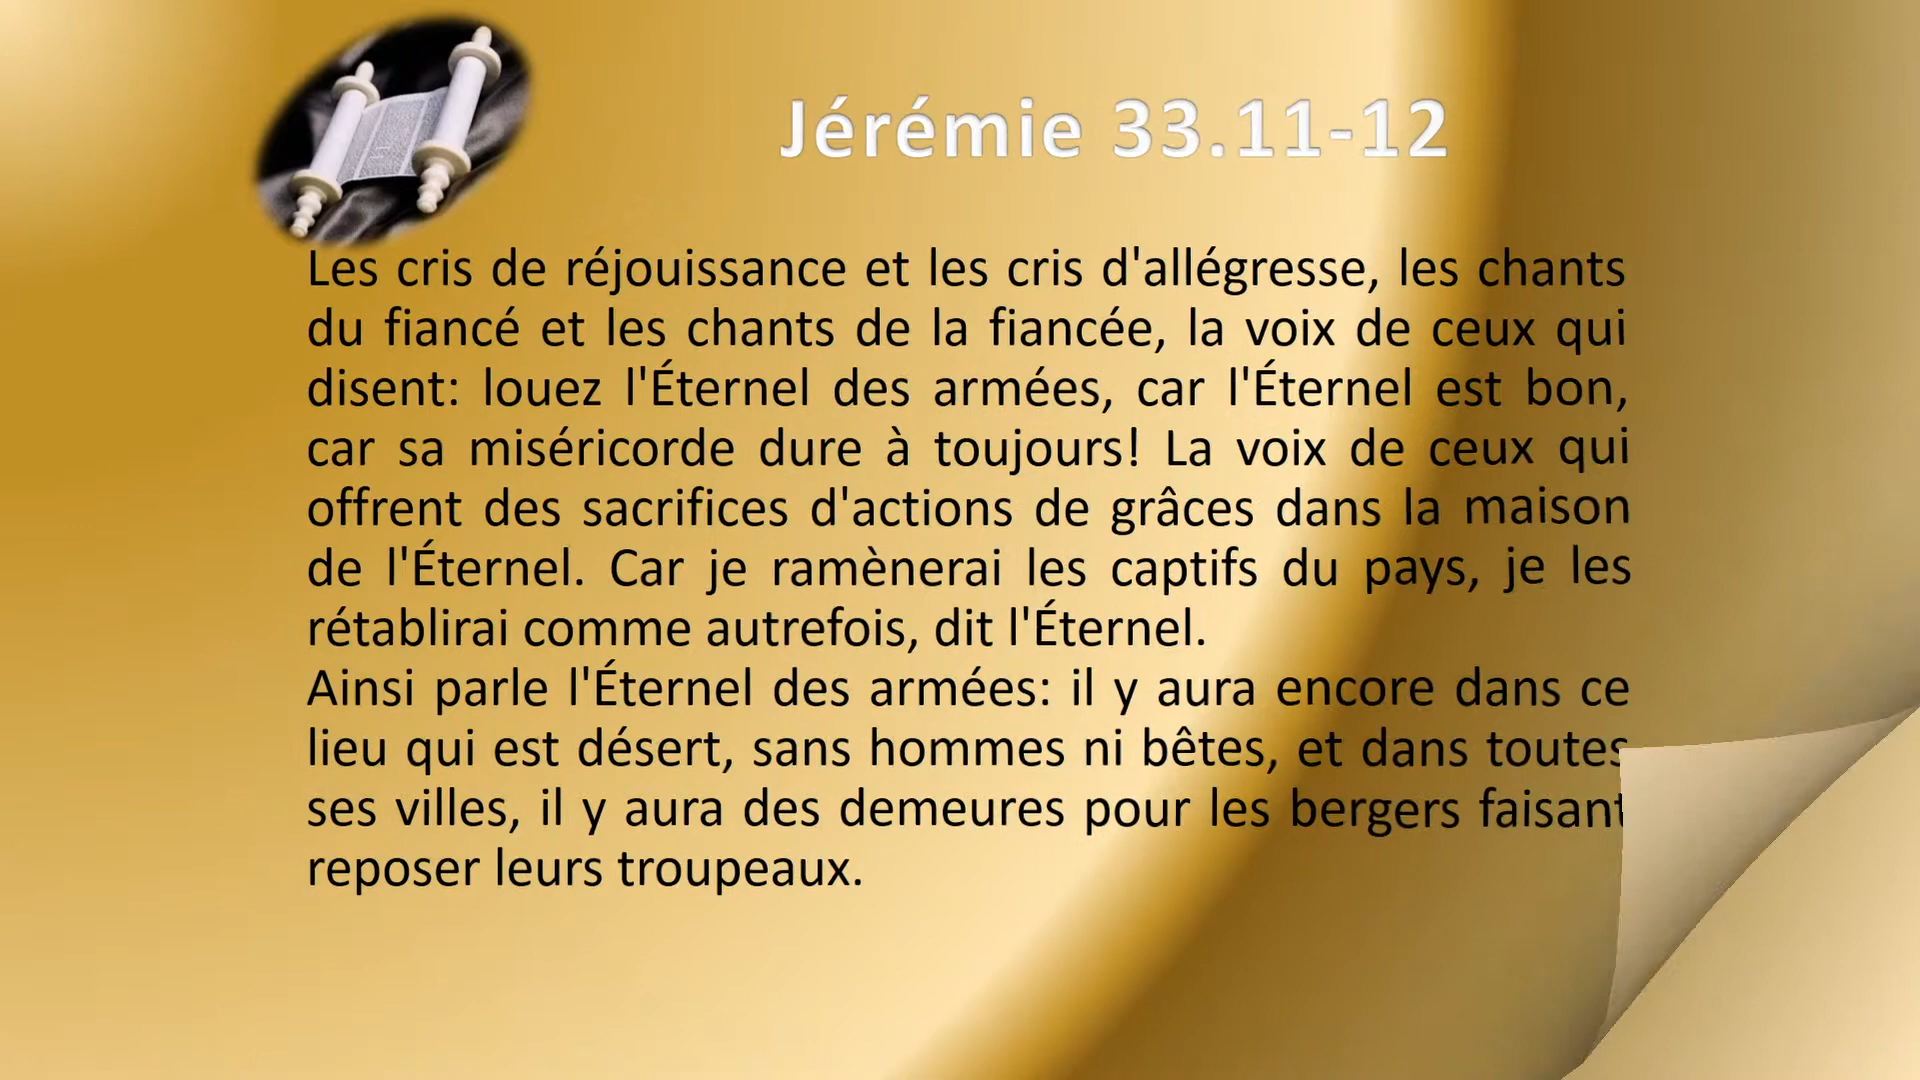 Jérémie 33.11-12
Les cris de réjouissance et les cris d'allégresse, les chants
du fiancé et les chants de la fiancée, la voix de ceux qui
disent: louez l'Éternel des armées, car l'Éternel est bon,
car sa miséricorde dure à toujours! La voix de ceux qui
offrent des sacrifices d'actions de grâces dans la maison
de l'Éternel. Car je ramènerai les captifs du pays, je les
rétablirai comme autrefois, dit l'Éternel.
Ainsi parle l'Éternel des armées: il y aura encore dans ce
lieu qui est désert, sans hommes ni bêtes, et dans toutes
ses villes, il y aura des demeures pour les bergers faisant
reposer leurs troupeaux.